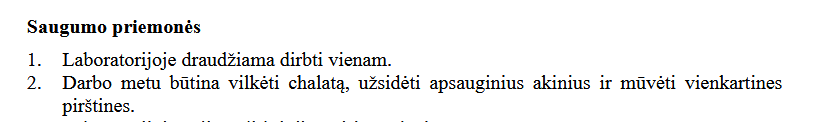 Saugumo priemonės
1. Laboratorijoje draudžiama dirbti vienam.
2. Darbo metu būtina vilkėti chalatą, užsidėti apsauginius akinius ir mūvėti vienkartines
pirštines.